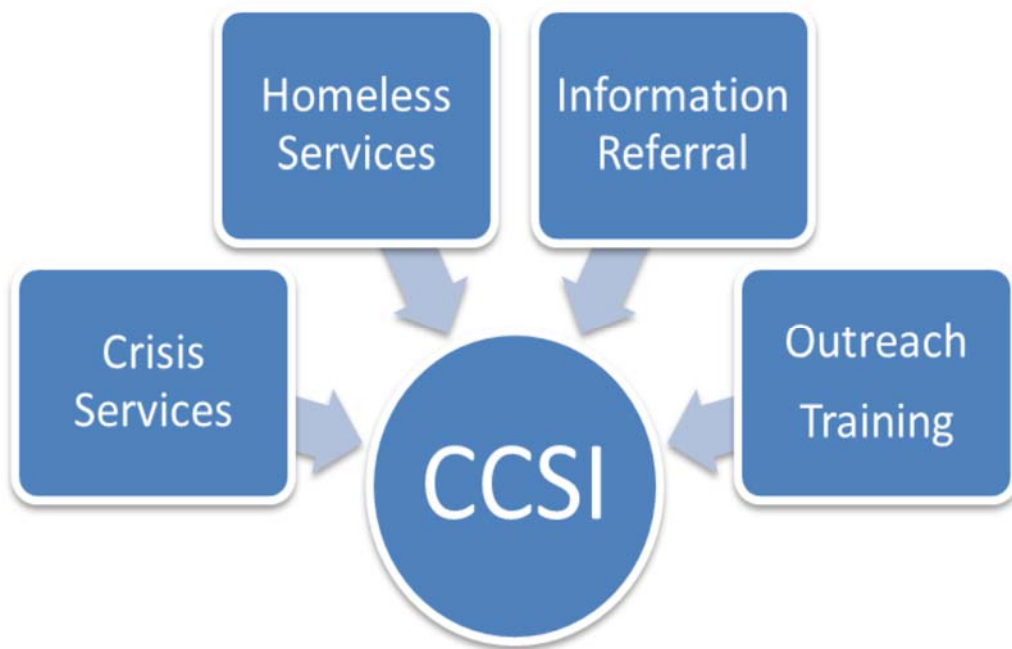 Homeless
Services
Information
Referral
Crisis
Services
Outreach
Training
CCSI